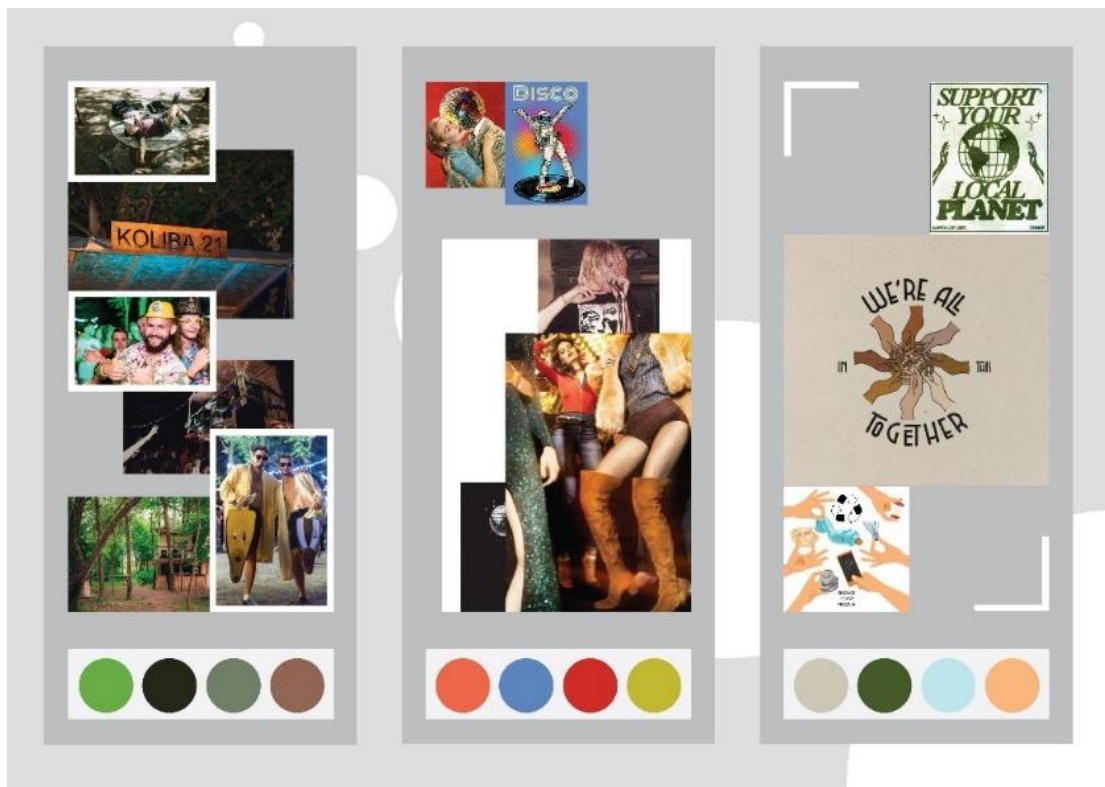 KOLIBA 21
DISCO
SUPPORT
YOUR
LOCAL
PLANET
WE'RE ALL
IN THIS
TOGETHER